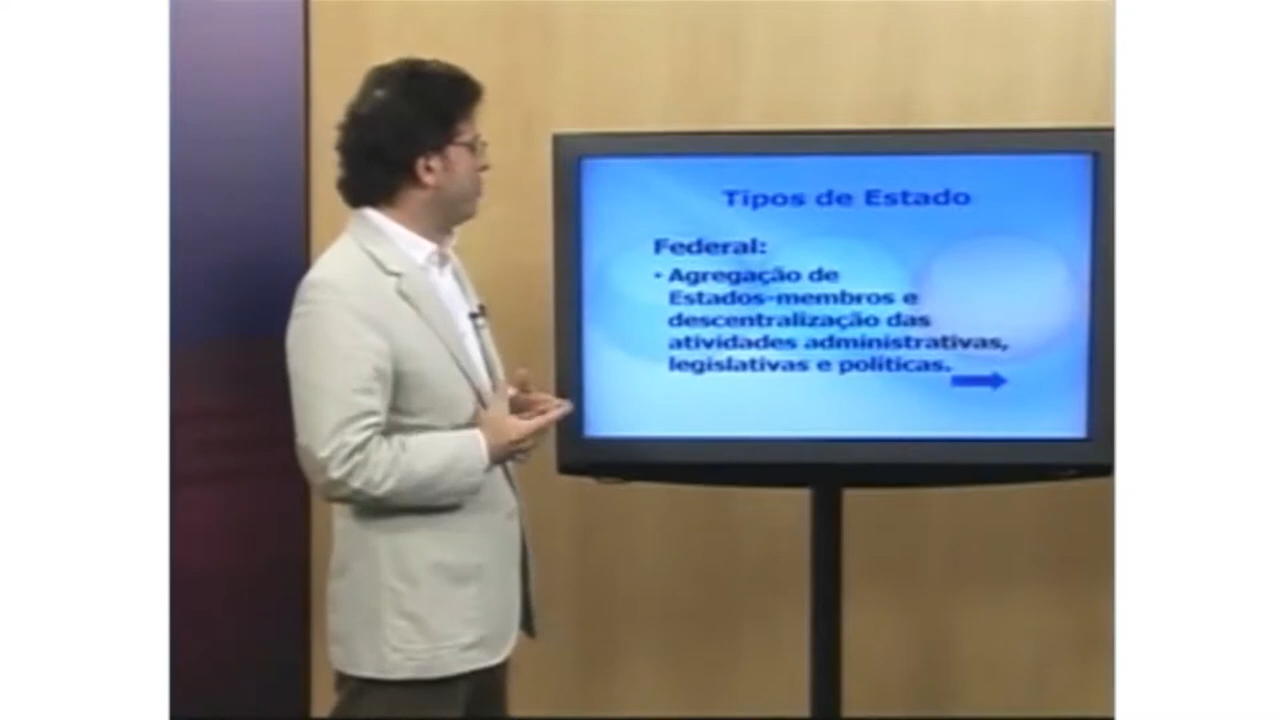 Tipos de Estado
Federal:
• Agregação de
Estados-membros e
descentralização das
atividades administrativas,
legislativas e políticas.